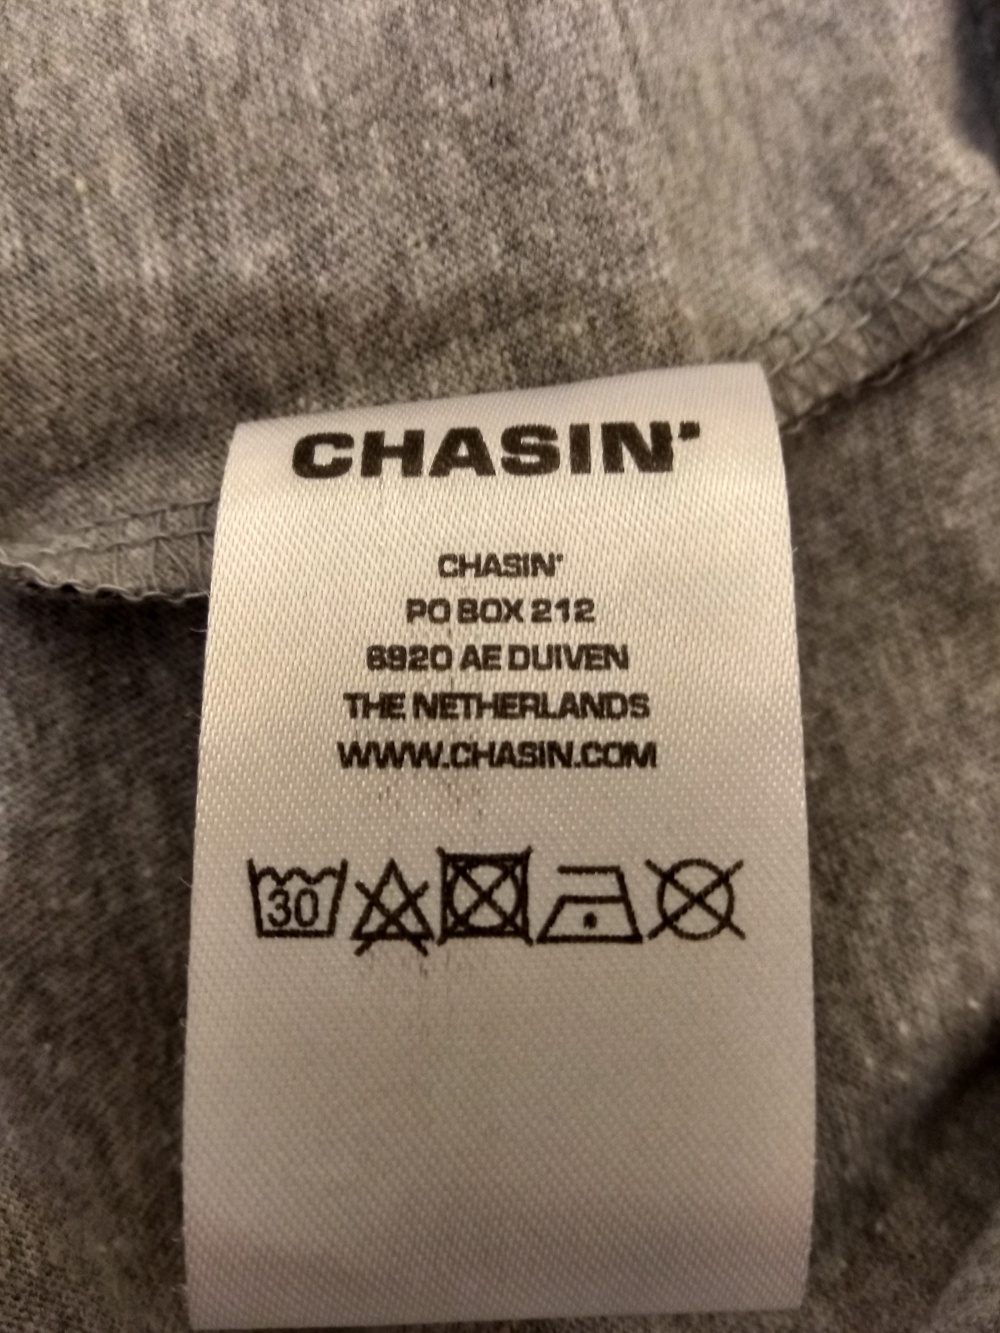 CHASIN'
CHASIN'
PO BOX 212
6920 AE DUIVEN
THE NETHERLANDS
WWW.CHASIN.COM
30